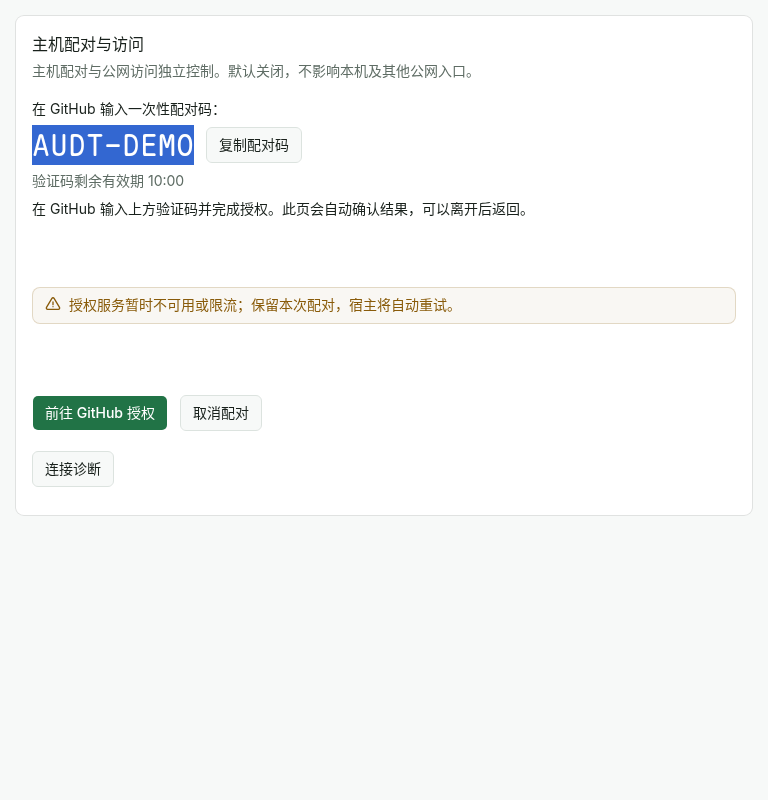 主机配对与访问
主机配对与公网访问独立控制。默认关闭，不影响本机及其他公网入口。
在 GitHub 输入一次性配对码：
AUDT-DEMO 复制配对码
验证码剩余有效期 10:00
在 GitHub 输入上方验证码并完成授权。此页会自动确认结果，可以离开后返回。
授权服务暂时不可用或限流；保留本次配对，宿主将自动重试。
前往 GitHub 授权 取消配对
连接诊断